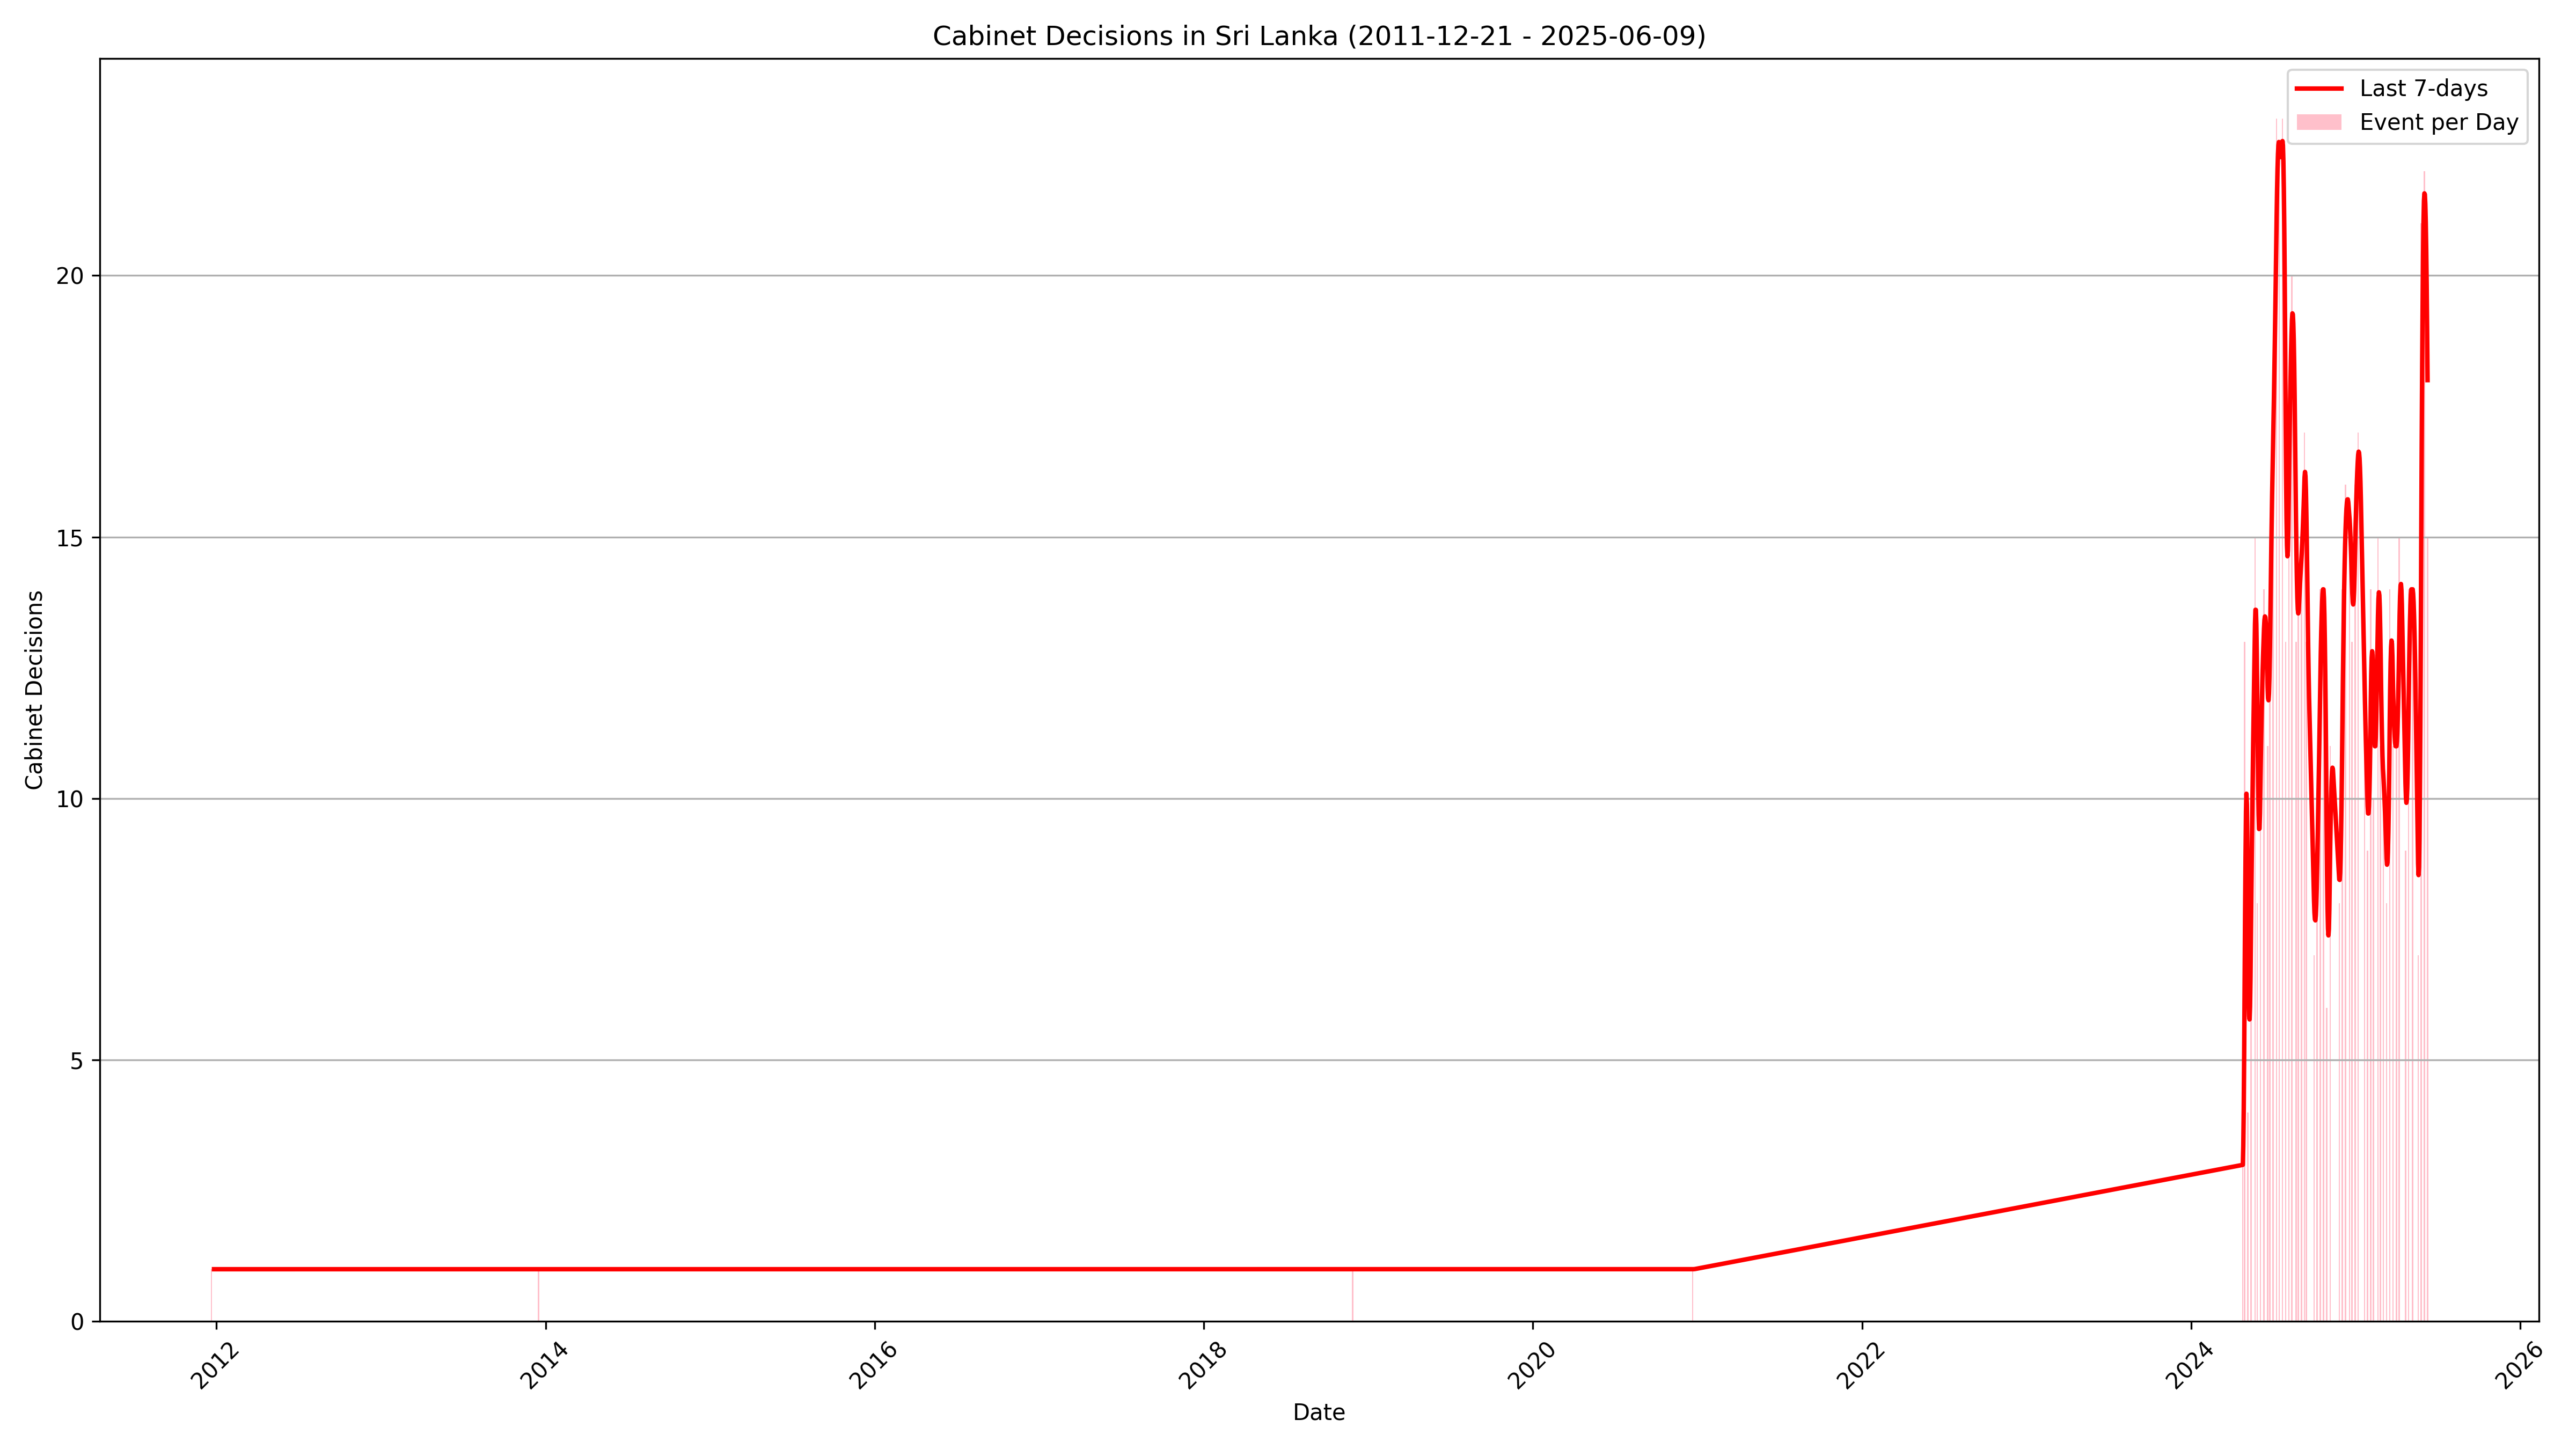 Cabinet Decisions in Sri Lanka (2011-12-21 - 2025-06-09)
Last 7-days
Event per Day
Cabinet Decisions
20
15
10
5
0
2012
2014
2016
2018
2020
2022
2024
2026
Date